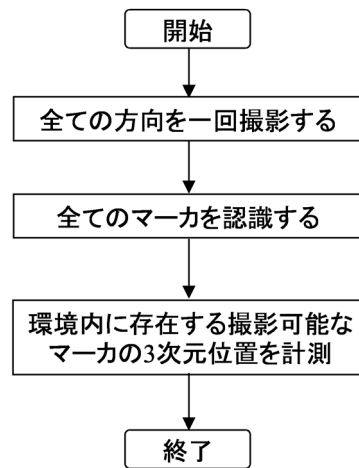 開始
全ての方向を一回撮影する
全てのマーカを認識する
環境内に存在する撮影可能な
マーカの3次元位置を計測
終了